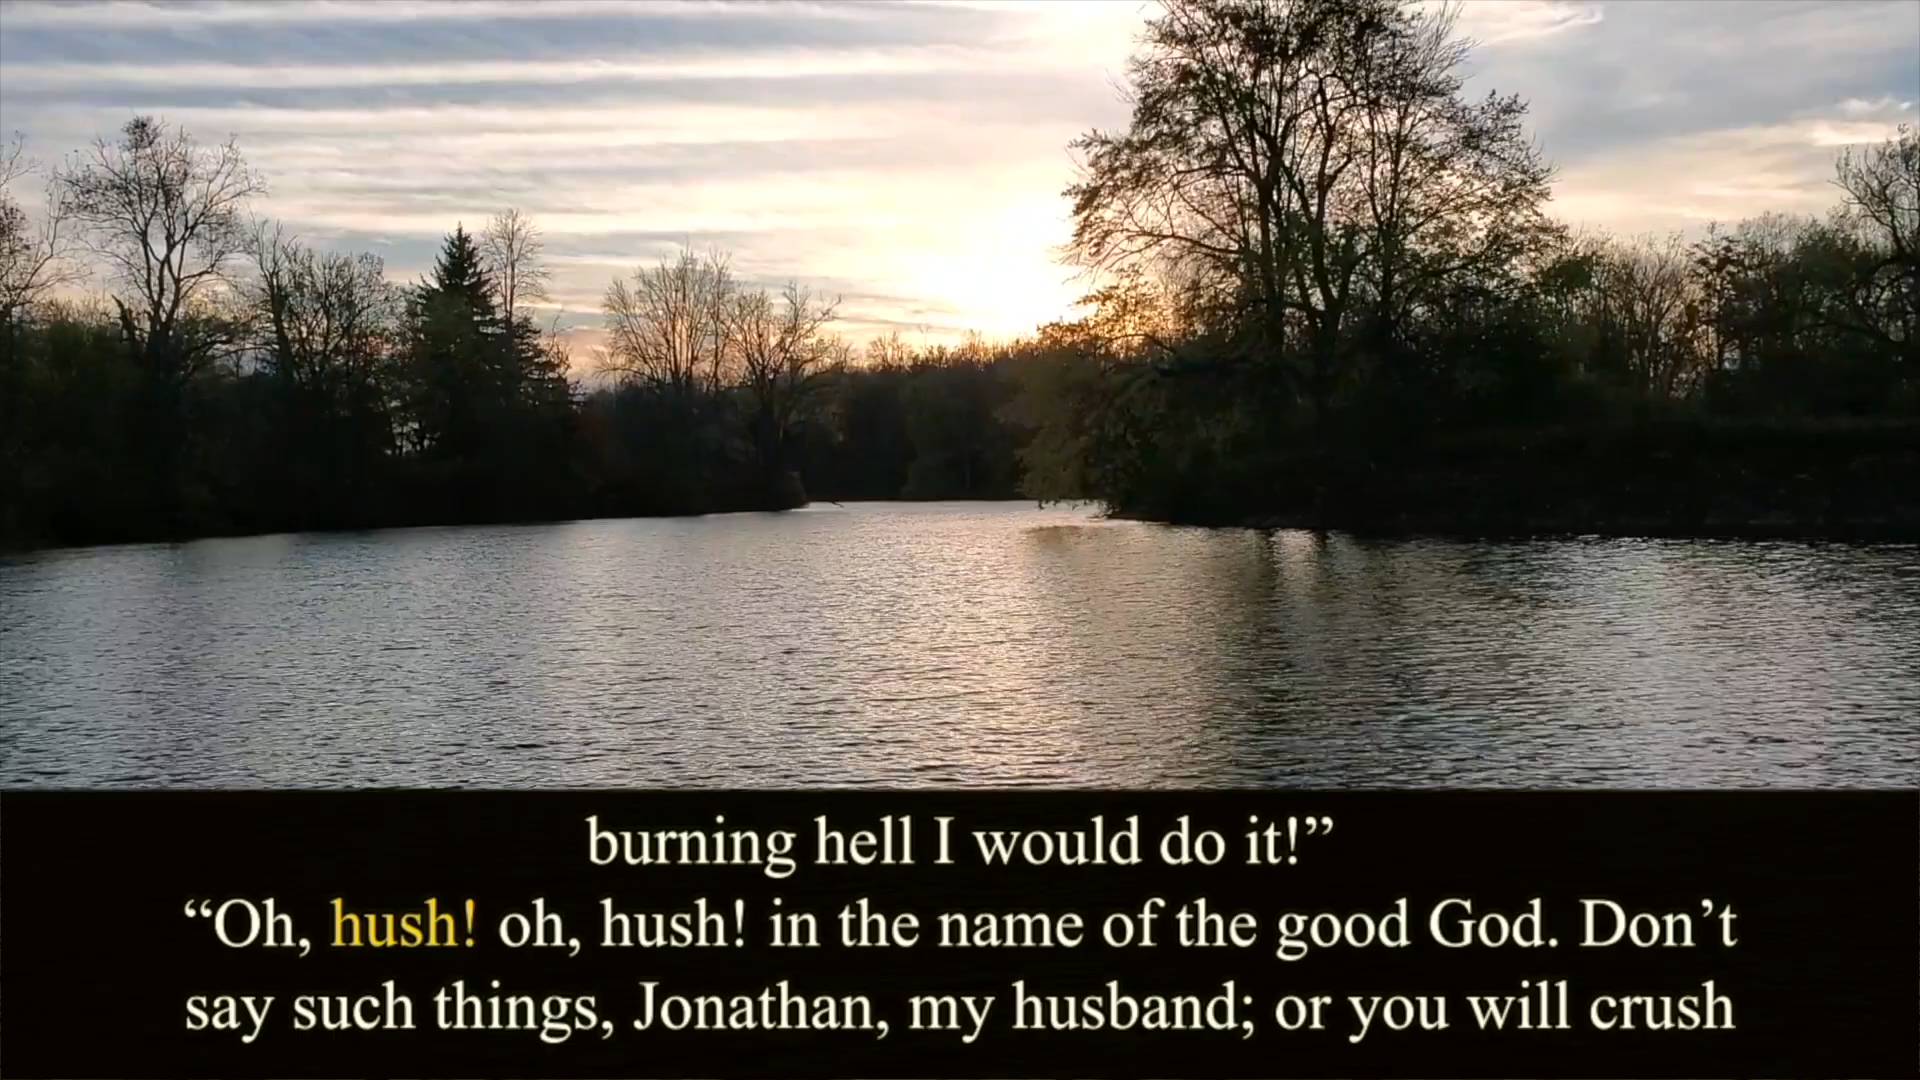 burning hell I would do it!”
“Oh, hush! oh, hush! in the name of the good God. Don’t
say such things, Jonathan, my husband; or you will crush